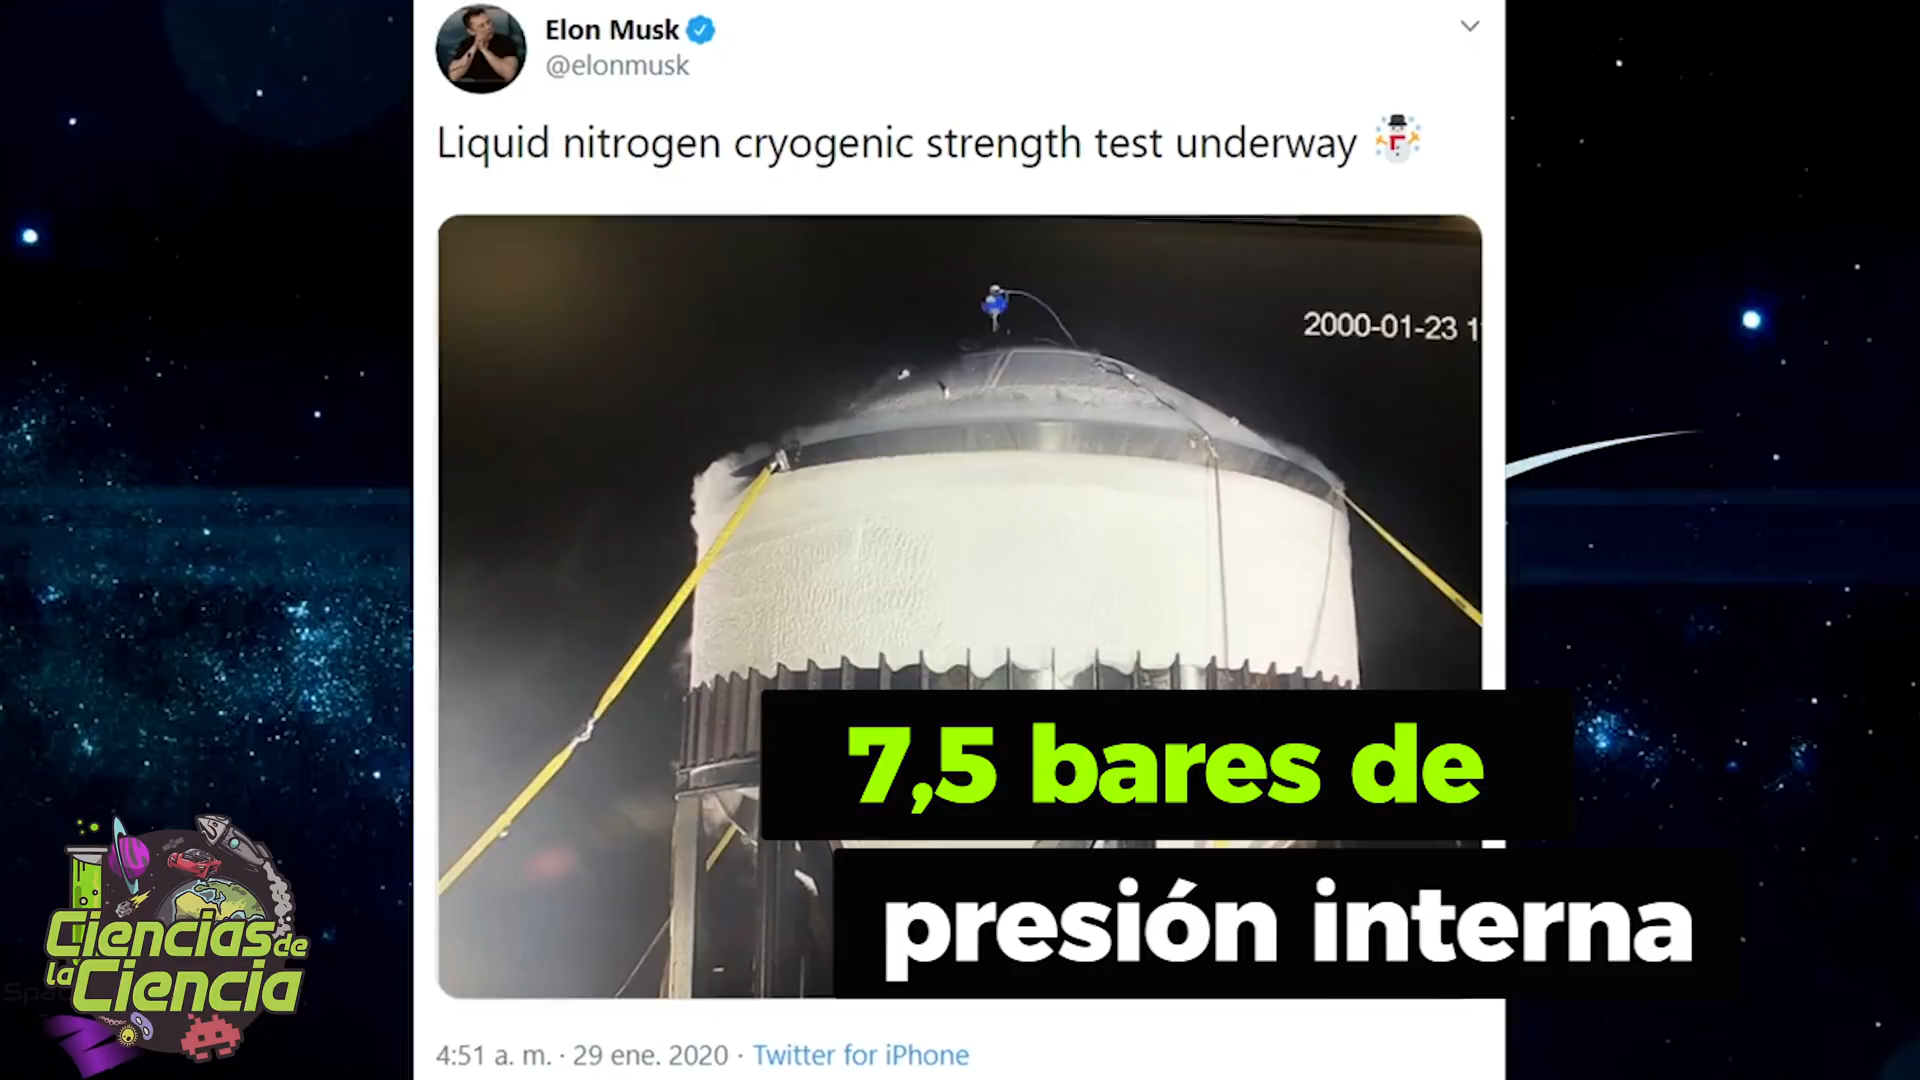 Elon Musk
@elonmusk
Liquid nitrogen cryogenic strength test underway
2000-01-23 1
7,5 bares de
presión interna
Ciencias de
la Ciencia
4:51 a. m. · 29 ene. 2020 · Twitter for iPhone